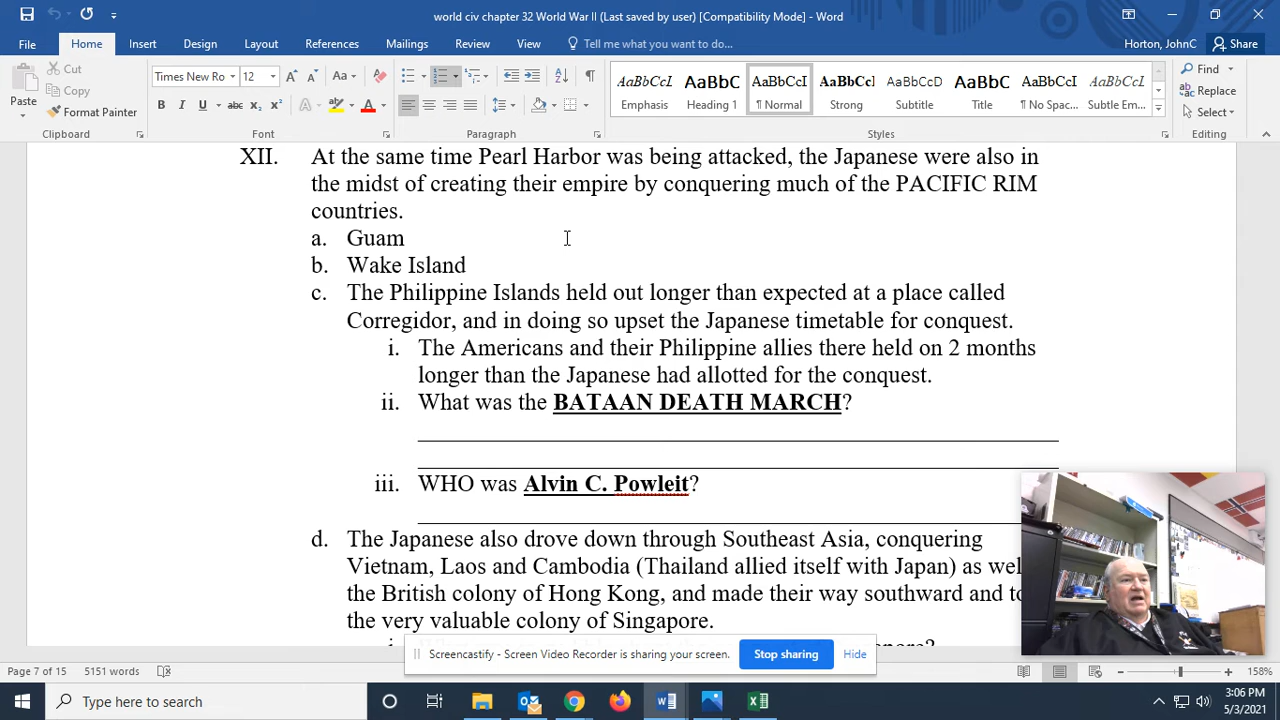 world civ chapter 32 World War II (Last saved by user) [Compatibility Mode] - Word
File Home Insert Design Layout References Mailings Review View Tell me what you want to do... Horton, JohnC Share
Paste Cut Copy Format Painter
Times New Ro 12
AaBbCcI AaBbC AaBbCcI AaBbCcI AaBbCcD AaBbC AaBbCcI AaBbCcI
Emphasis Heading 1 ¶ Normal Strong Subtitle Title ¶ No Spac... Subtle Em...
Find Replace Select
Clipboard Font Paragraph Styles Editing
XII. At the same time Pearl Harbor was being attacked, the Japanese were also in
the midst of creating their empire by conquering much of the PACIFIC RIM
countries.
a. Guam
b. Wake Island
c. The Philippine Islands held out longer than expected at a place called
Corregidor, and in doing so upset the Japanese timetable for conquest.
i. The Americans and their Philippine allies there held on 2 months
longer than the Japanese had allotted for the conquest.
ii. What was the BATAAN DEATH MARCH?
iii. WHO was Alvin C. Powleit?
d. The Japanese also drove down through Southeast Asia, conquering
Vietnam, Laos and Cambodia (Thailand allied itself with Japan) as wel
the British colony of Hong Kong, and made their way southward and to
the very valuable colony of Singapore.
Screencastify - Screen Video Recorder is sharing your screen. Stop sharing Hide
Page 7 of 15 5151 words 158%
Type here to search 3:06 PM
5/3/2021